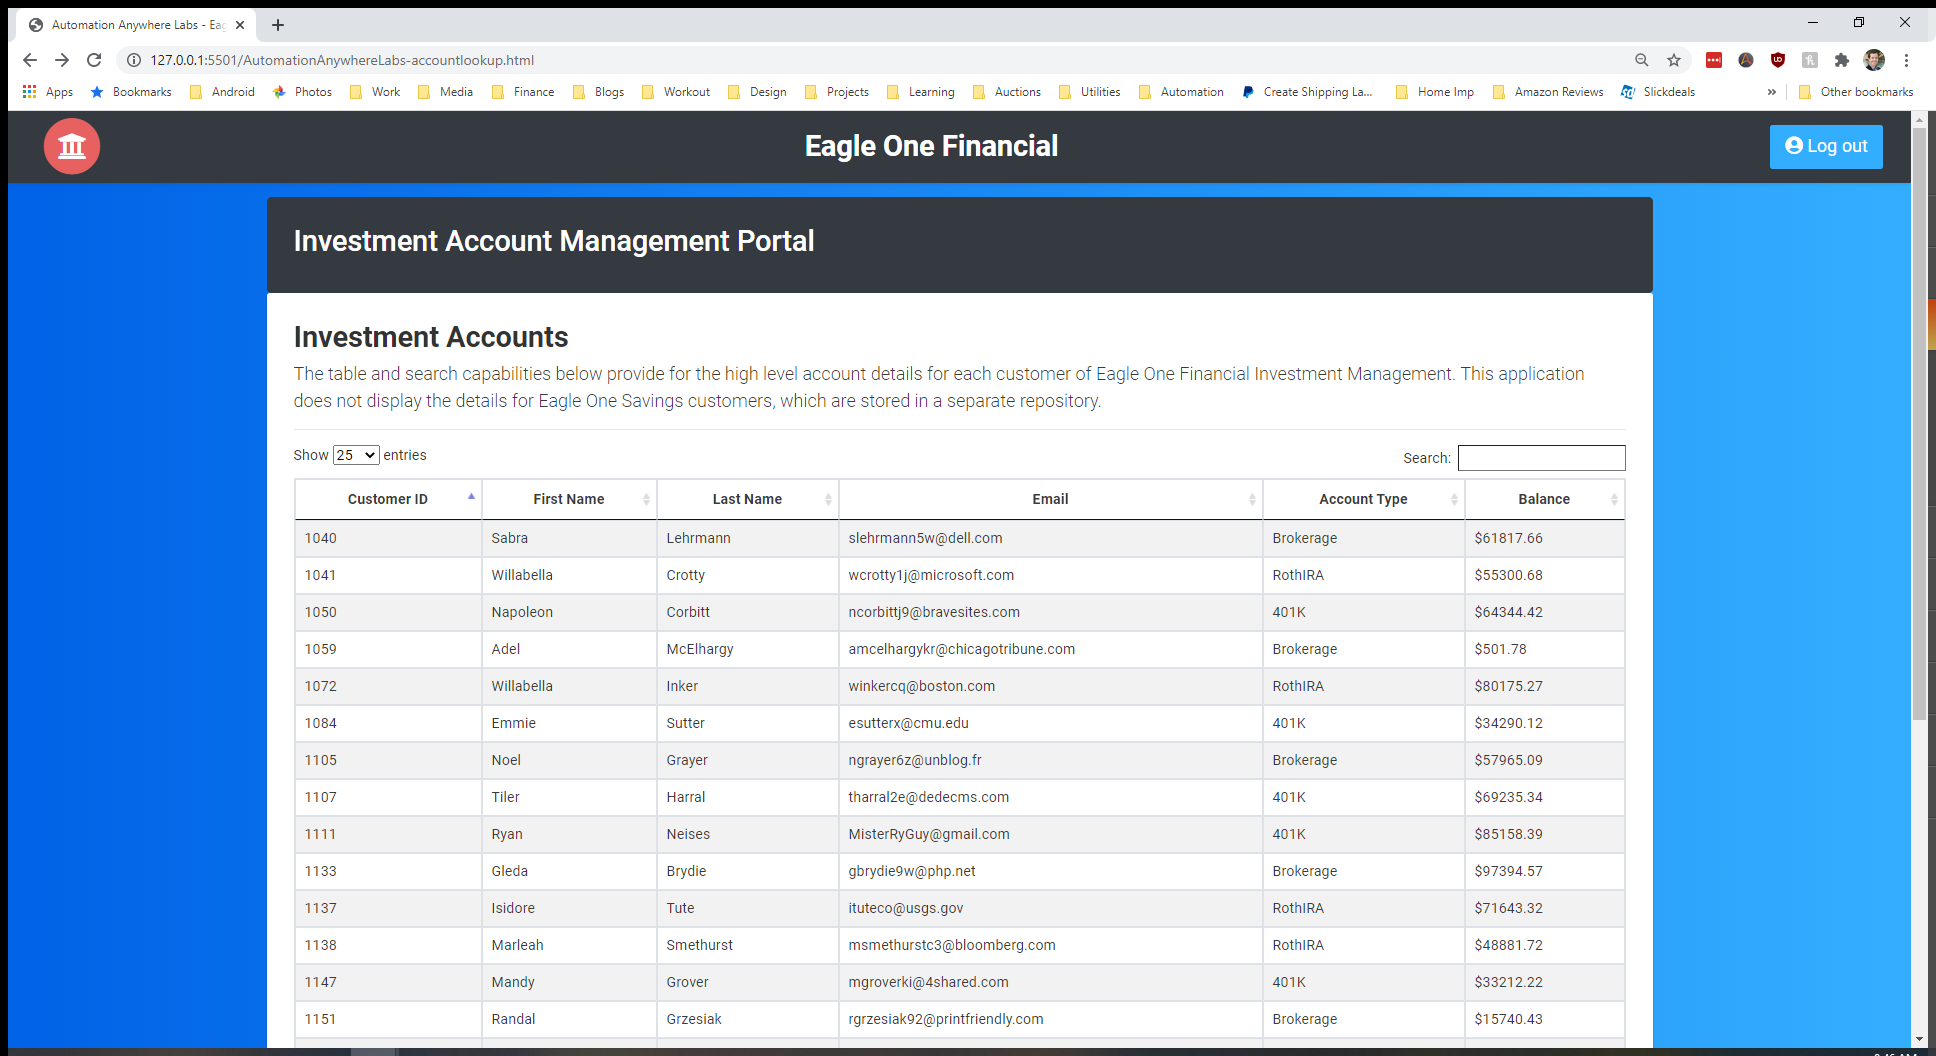 Automation Anywhere Labs - Eag
127.0.0.1:5501/AutomationAnywhereLabs-accountlookup.html
Apps Bookmarks Android Photos Work Media Finance Blogs Workout Design Projects Learning Auctions Utilities Automation Create Shipping La... Home Imp Amazon Reviews Slickdeals » Other bookmarks
Eagle One Financial
Log out
Investment Account Management Portal
Investment Accounts
The table and search capabilities below provide for the high level account details for each customer of Eagle One Financial Investment Management. This application
does not display the details for Eagle One Savings customers, which are stored in a separate repository.
Show 25 entries
Search:
Customer ID First Name Last Name Email Account Type Balance
1040 Sabra Lehrmann slehrmann5w@dell.com Brokerage $61817.66
1041 Willabella Crotty wcrotty1j@microsoft.com RothIRA $55300.68
1050 Napoleon Corbitt ncorbittj9@bravesites.com 401K $64344.42
1059 Adel McElhargy amcelhargykr@chicagotribune.com Brokerage $501.78
1072 Willabella Inker winkercq@boston.com RothIRA $80175.27
1084 Emmie Sutter esutterx@cmu.edu 401K $34290.12
1105 Noel Grayer ngrayer6z@unblog.fr Brokerage $57965.09
1107 Tiler Harral tharral2e@dedecms.com 401K $69235.34
1111 Ryan Neises MisterRyGuy@gmail.com 401K $85158.39
1133 Gleda Brydie gbrydie9w@php.net Brokerage $97394.57
1137 Isidore Tute ituteco@usgs.gov RothIRA $71643.32
1138 Marleah Smethurst msmethurstc3@bloomberg.com RothIRA $48881.72
1147 Mandy Grover mgroverki@4shared.com 401K $33212.22
1151 Randal Grzesiak rgrzesiak92@printfriendly.com Brokerage $15740.43